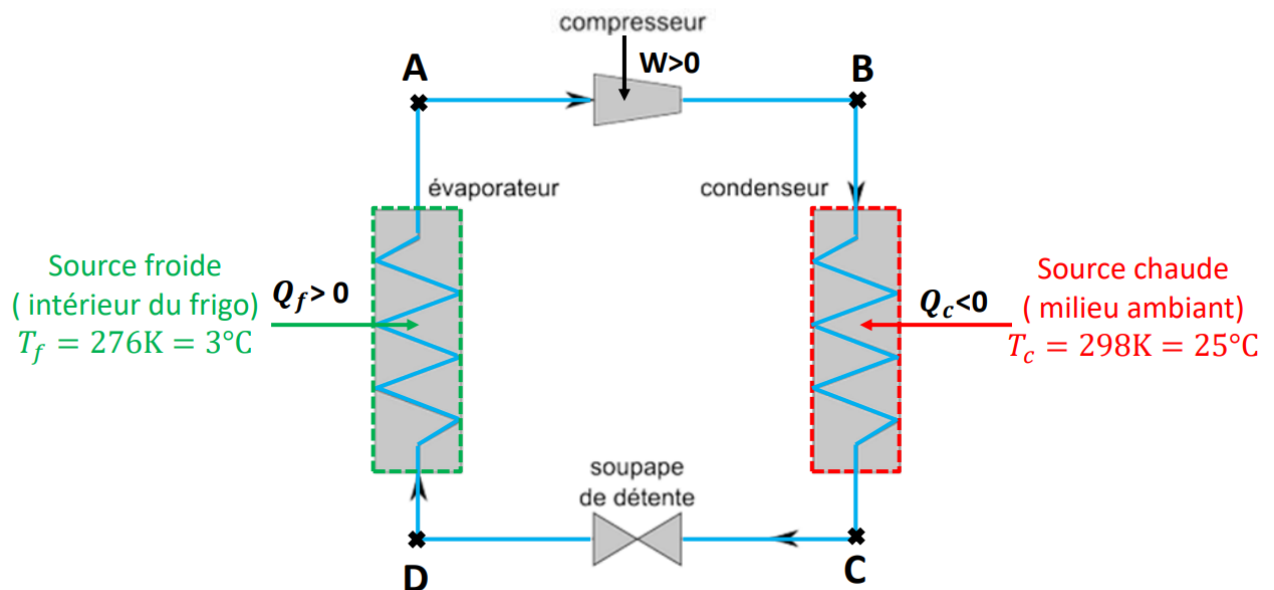 compresseur
A
W>0
B
évaporateur
condenseur
Source froide
( intérieur du frigo)
T_f = 276K = 3°C
Q_f> 0
Q_c<0
Source chaude
( milieu ambiant)
T_c = 298K = 25°C
soupape
de détente
D
C